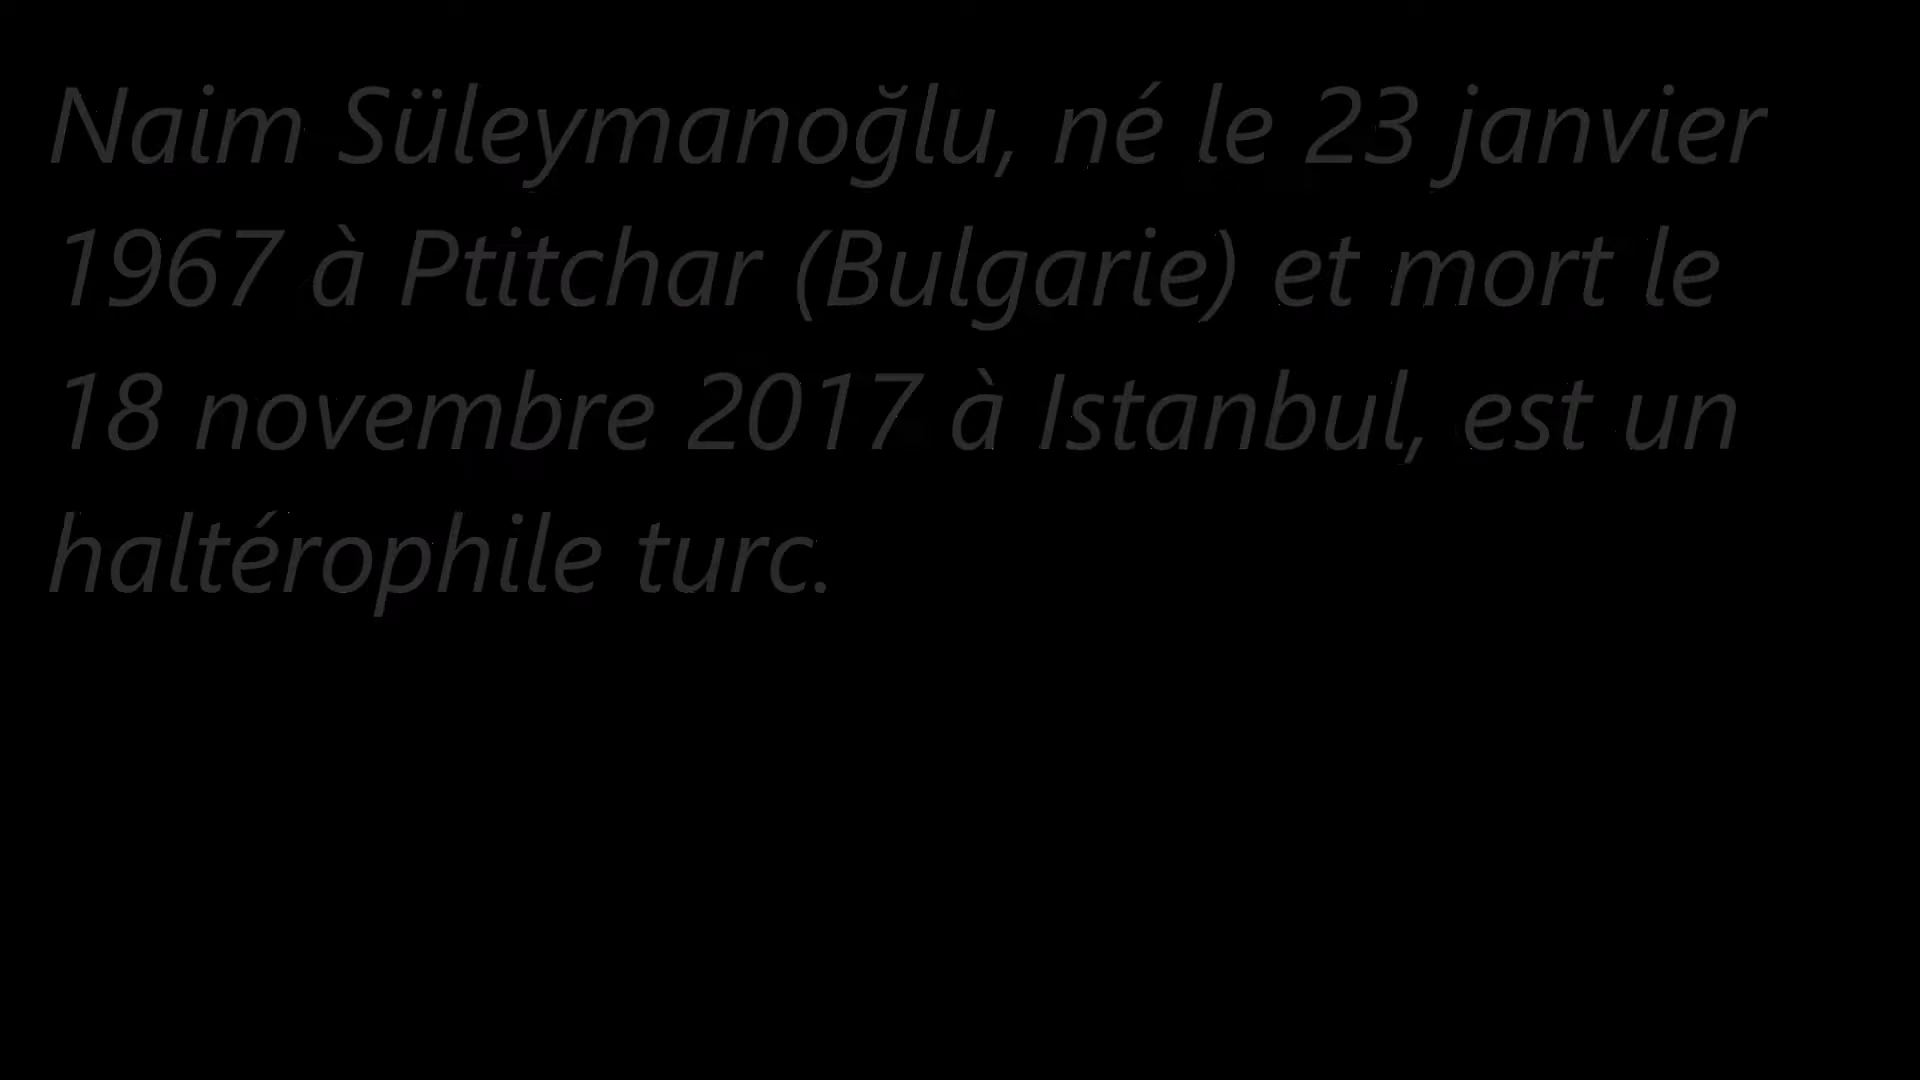 Naim Süleymanoğlu, né le 23 janvier
1967 à Ptitchar (Bulgarie) et mort le
18 novembre 2017 à Istanbul, est un
haltérophile turc.